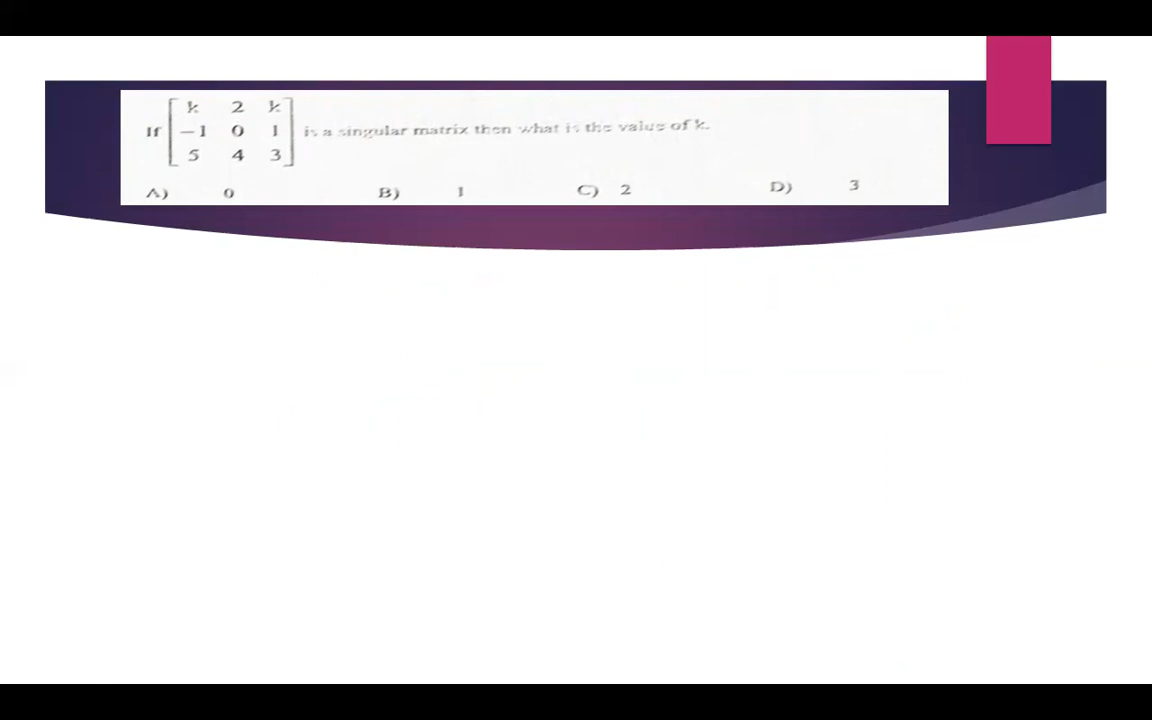 k 2 k
If −1 0 1 is a singular matrix then what is the value of k.
5 4 3
A) 0 B) 1 C) 2 D) 3